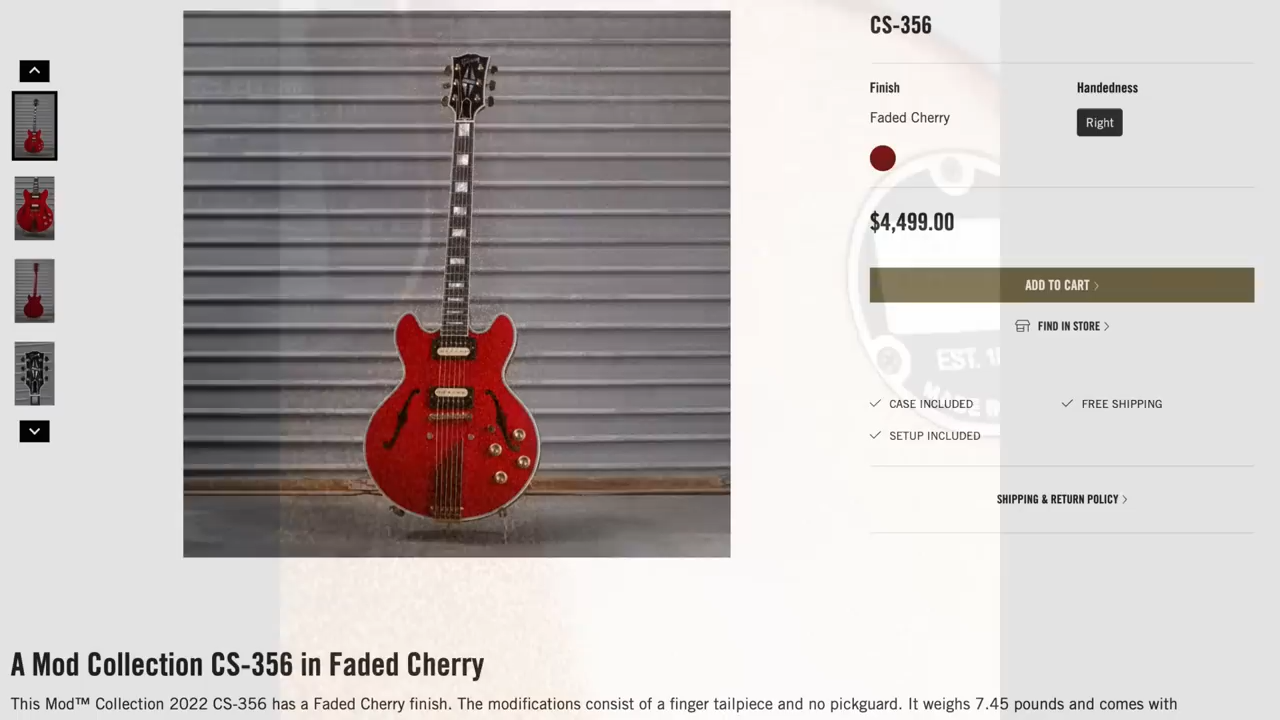 CS-356
Finish
Handedness
Faded Cherry
Right
$4,499.00
ADD TO CART
FIND IN STORE
EST.
CASE INCLUDED
FREE SHIPPING
SETUP INCLUDED
SHIPPING & RETURN POLICY
A Mod Collection CS-356 in Faded Cherry
This Mod™ Collection 2022 CS-356 has a Faded Cherry finish. The modifications consist of a finger tailpiece and no pickguard. It weighs 7.45 pounds and comes with